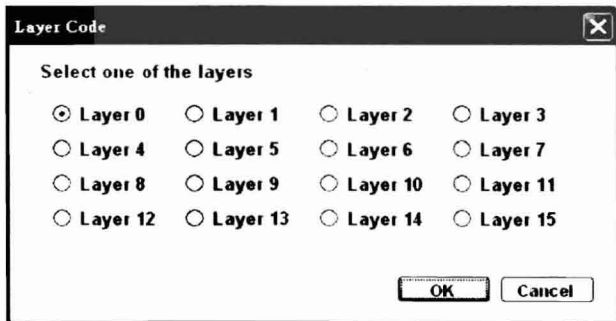 Layer Code
Select one of the layers
Layer 0 Layer 1 Layer 2 Layer 3
Layer 4 Layer 5 Layer 6 Layer 7
Layer 8 Layer 9 Layer 10 Layer 11
Layer 12 Layer 13 Layer 14 Layer 15
OK Cancel